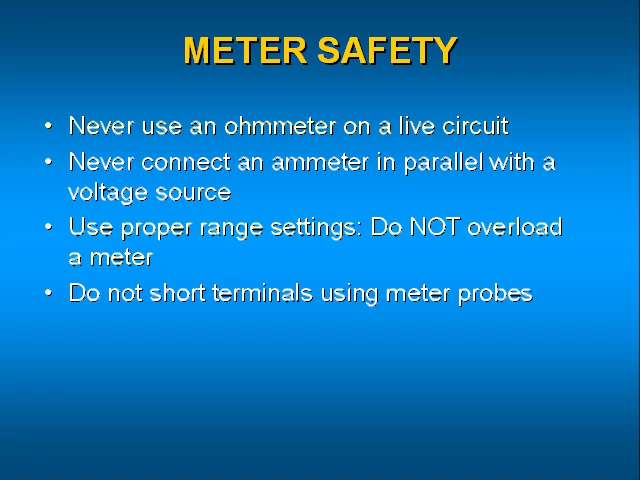 METER SAFETY
• Never use an ohmmeter on a live circuit
• Never connect an ammeter in parallel with a
voltage source
• Use proper range settings: Do NOT overload
a meter
• Do not short terminals using meter probes